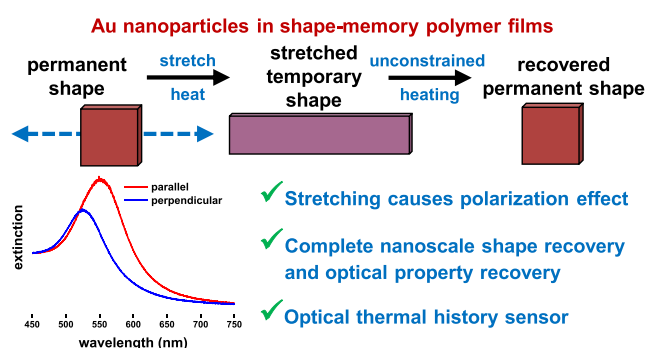 Au nanoparticles in shape-memory polymer films
permanent
shape
stretch
heat
stretched
temporary
shape
unconstrained
heating
recovered
permanent shape
parallel
perpendicular
extinction
450 500 550 600 650 700 750
wavelength (nm)
Stretching causes polarization effect
Complete nanoscale shape recovery
and optical property recovery
Optical thermal history sensor